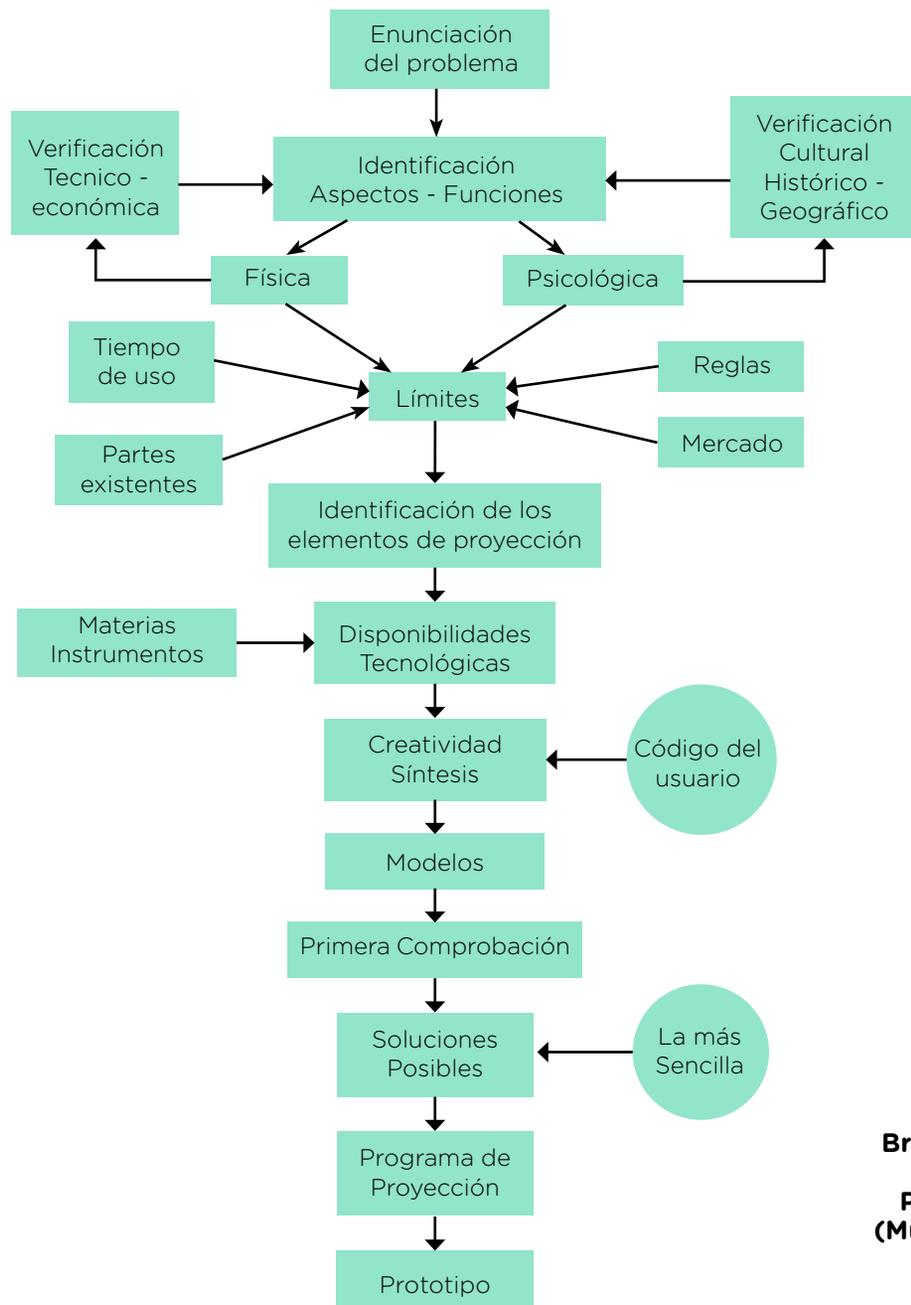 Enunciación
del problema
Verificación
Tecnico -
económica
Identificación
Aspectos - Funciones
Verificación
Cultural
Histórico -
Geográfico
Física
Psicológica
Tiempo
de uso
Reglas
Límites
Partes
existentes
Mercado
Identificación de los
elementos de proyección
Materias
Instrumentos
Disponibilidades
Tecnológicas
Creatividad
Síntesis
Código del
usuario
Modelos
Primera Comprobación
Soluciones
Posibles
La más
Sencilla
Programa de
Proyección
Prototipo